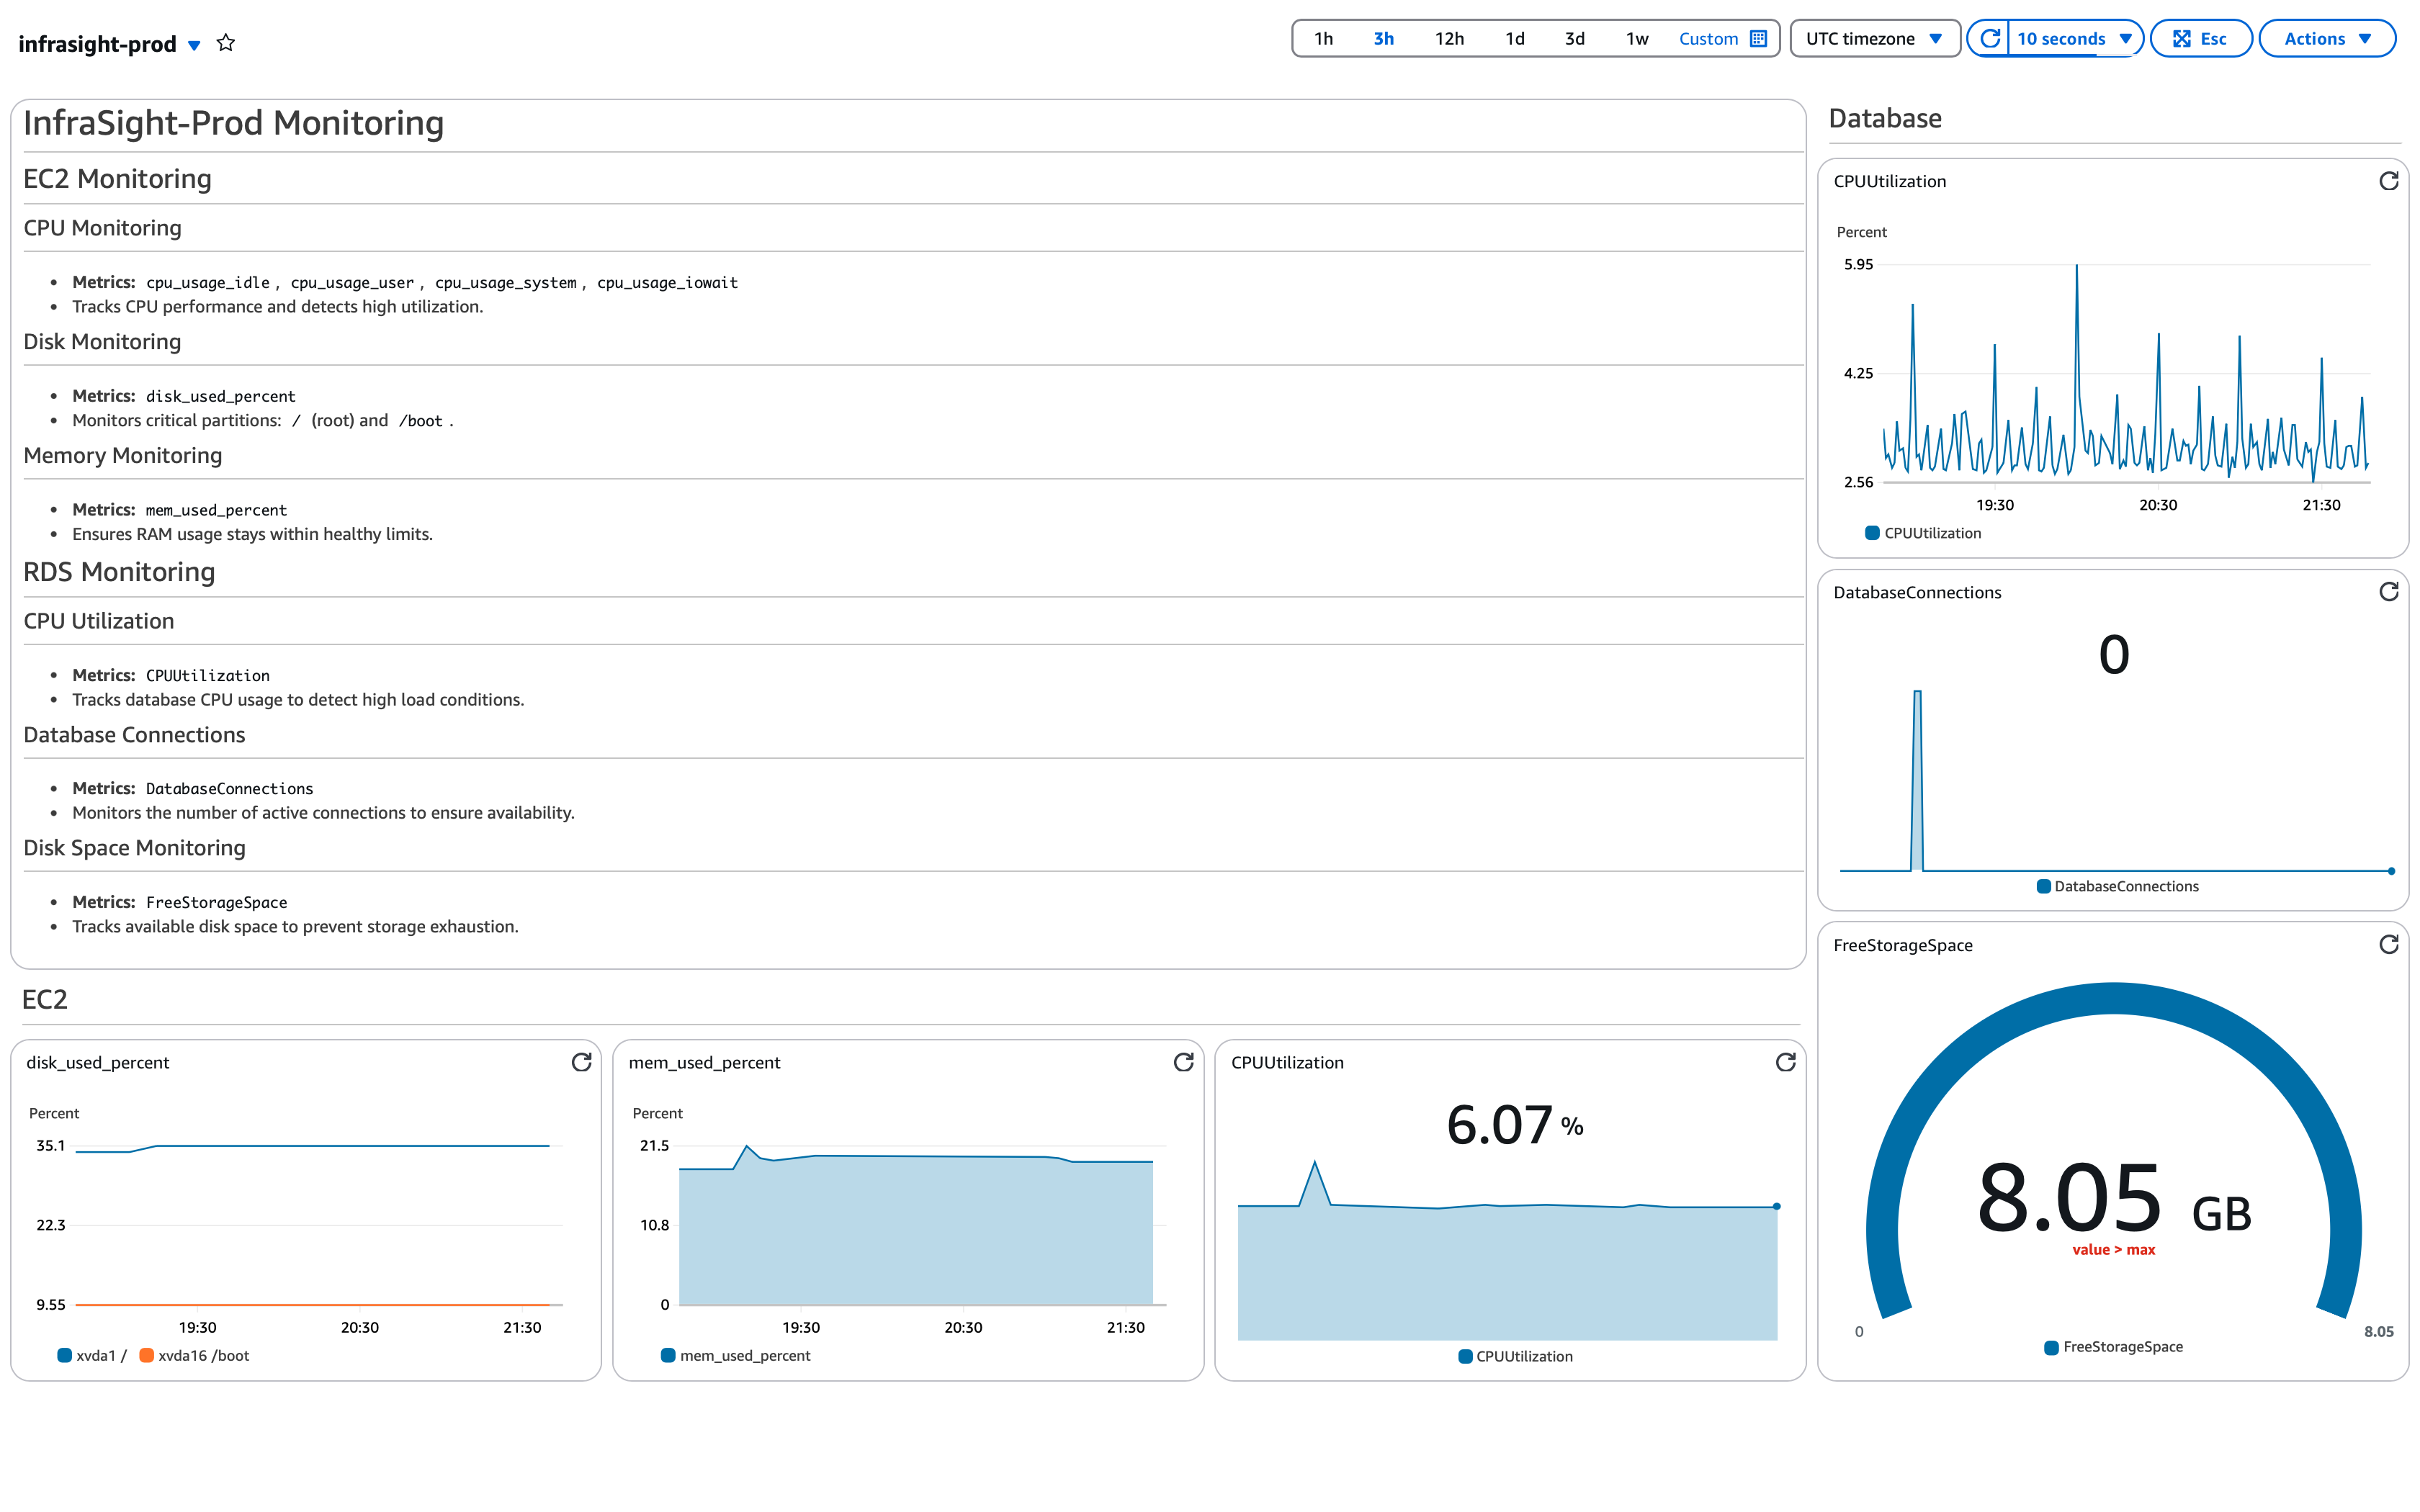 infrasight-prod
1h 3h 12h 1d 3d 1w Custom UTC timezone 10 seconds Esc Actions
InfraSight-Prod Monitoring
EC2 Monitoring
CPU Monitoring
• Metrics: cpu_usage_idle , cpu_usage_user , cpu_usage_system , cpu_usage_iowait
• Tracks CPU performance and detects high utilization.
Disk Monitoring
• Metrics: disk_used_percent
• Monitors critical partitions: / (root) and /boot .
Memory Monitoring
• Metrics: mem_used_percent
• Ensures RAM usage stays within healthy limits.
RDS Monitoring
CPU Utilization
• Metrics: CPUUtilization
• Tracks database CPU usage to detect high load conditions.
Database Connections
• Metrics: DatabaseConnections
• Monitors the number of active connections to ensure availability.
Disk Space Monitoring
• Metrics: FreeStorageSpace
• Tracks available disk space to prevent storage exhaustion.
EC2
disk_used_percent
Percent
35.1
22.3
9.55
19:30 20:30 21:30
xvda1 / xvda16 /boot
mem_used_percent
Percent
21.5
10.8
0
19:30 20:30 21:30
mem_used_percent
CPUUtilization
6.07 %
CPUUtilization
Database
CPUUtilization
Percent
5.95
4.25
2.56
19:30 20:30 21:30
CPUUtilization
DatabaseConnections
0
DatabaseConnections
FreeStorageSpace
8.05 GB
value > max
0 8.05
FreeStorageSpace